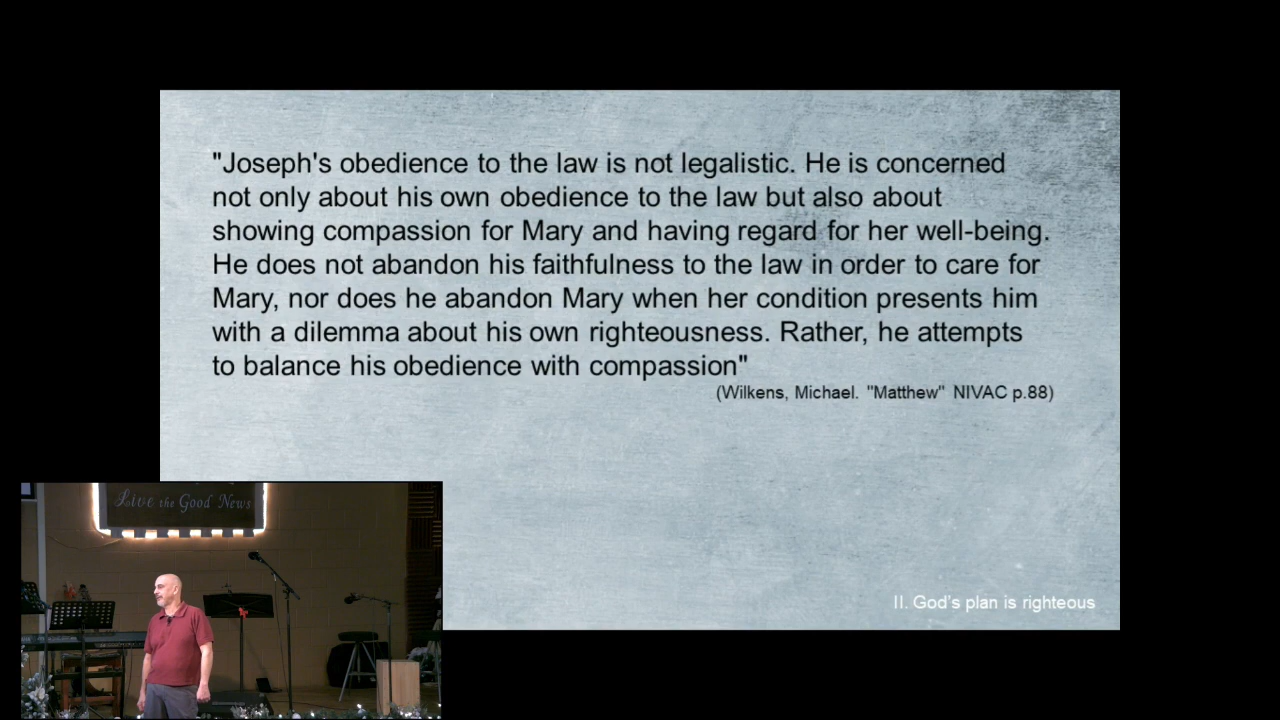 "Joseph's obedience to the law is not legalistic. He is concerned
not only about his own obedience to the law but also about
showing compassion for Mary and having regard for her well-being.
He does not abandon his faithfulness to the law in order to care for
Mary, nor does he abandon Mary when her condition presents him
with a dilemma about his own righteousness. Rather, he attempts
to balance his obedience with compassion"
(Wilkens, Michael. "Matthew" NIVAC p.88)
Live the Good News
II. God's plan is righteous